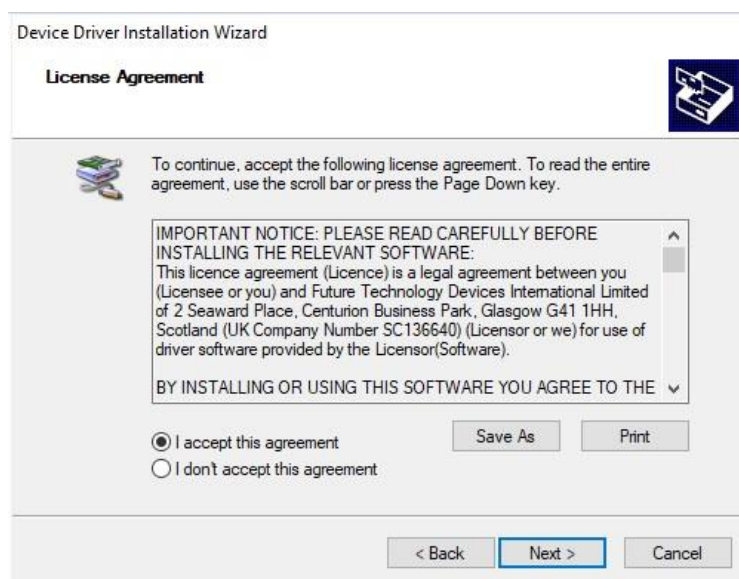 Device Driver Installation Wizard
License Agreement
To continue, accept the following license agreement. To read the entire
agreement, use the scroll bar or press the Page Down key.
IMPORTANT NOTICE: PLEASE READ CAREFULLY BEFORE
INSTALLING THE RELEVANT SOFTWARE:
This licence agreement (Licence) is a legal agreement between you
(Licensee or you) and Future Technology Devices International Limited
of 2 Seaward Place, Centurion Business Park, Glasgow G41 1HH,
Scotland (UK Company Number SC136640) (Licensor or we) for use of
driver software provided by the Licensor(Software).
BY INSTALLING OR USING THIS SOFTWARE YOU AGREE TO THE
I accept this agreement
Save As
Print
I don't accept this agreement
< Back
Next >
Cancel